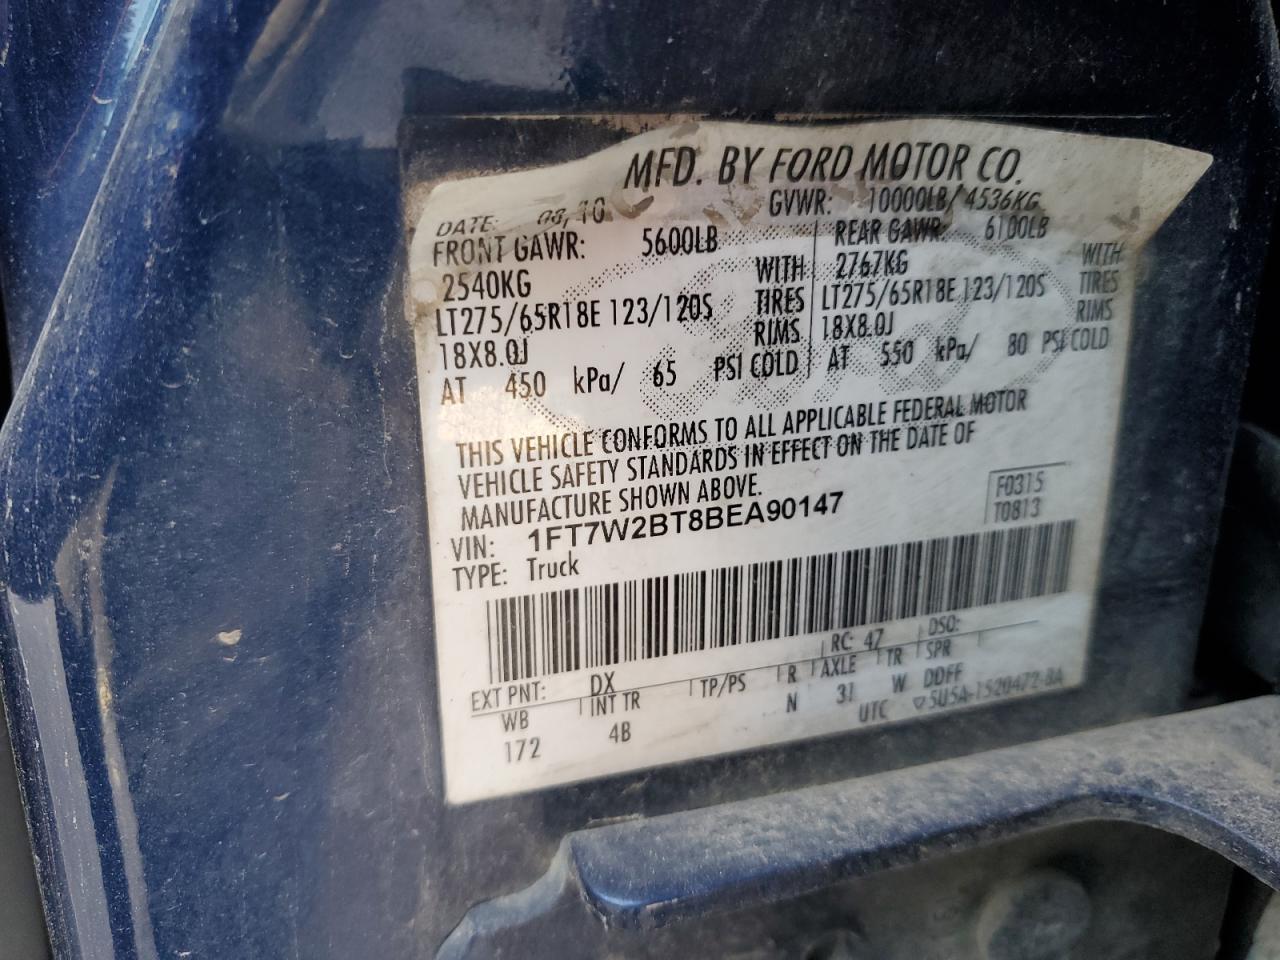 MFD. BY FORD MOTOR CO.
DATE: 08/10 GVWR: 10000LB/ 4536KG
FRONT GAWR: 5600LB REAR GAWR: 6100LB
2540KG WITH 2767KG WITH
LT275/65R18E 123/120S TIRES LT275/65R18E 123/120S TIRES
18X8.0J RIMS 18X8.0J RIMS
AT 450 kPa/ 65 PSI COLD AT 550 kPa/ 80 PSI COLD
THIS VEHICLE CONFORMS TO ALL APPLICABLE FEDERAL MOTOR
VEHICLE SAFETY STANDARDS IN EFFECT ON THE DATE OF
MANUFACTURE SHOWN ABOVE.
F0315
T0813
VIN: 1FT7W2BT8BEA90147
TYPE: Truck
EXT PNT: DX RC: 47 DSO:
WB INT TR TP/PS R AXLE TR SPR
172 4B N 31 W DDFF
UTC ▽5U5A-1520472-BA